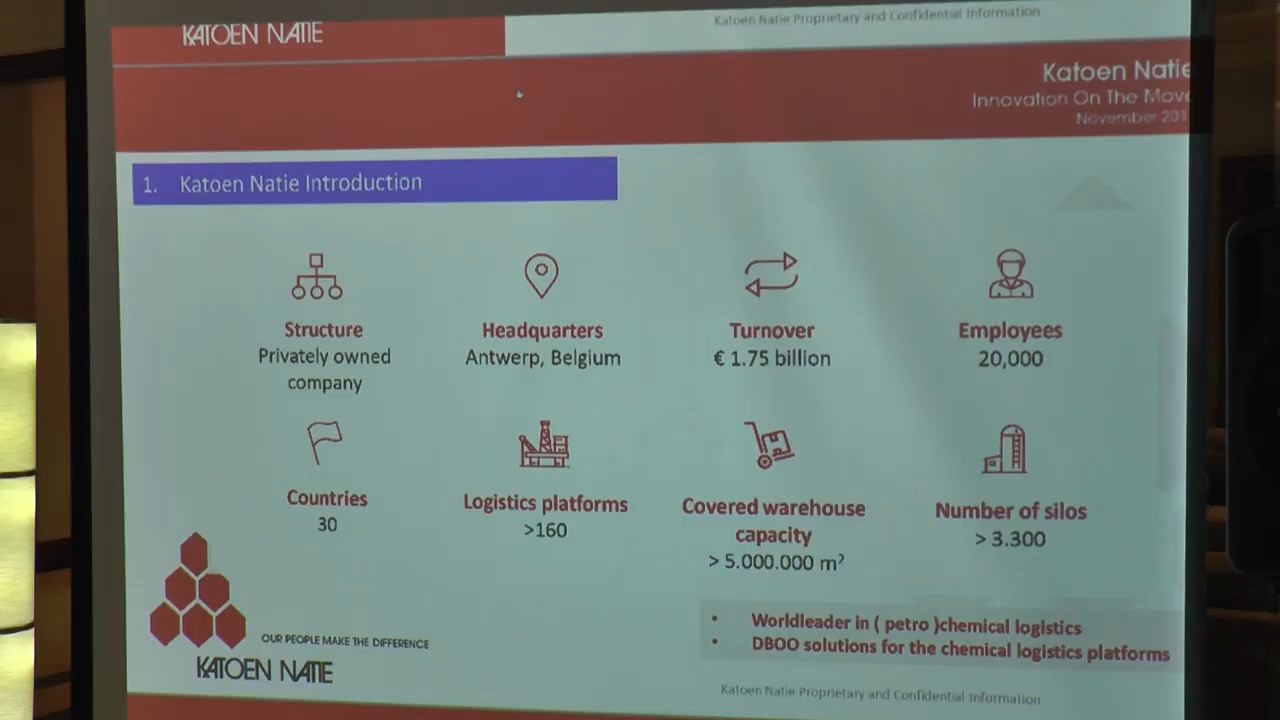 KATOEN NATIE
Katoen Natie Proprietary and Confidential Information
Katoen Natie
Innovation On The Move
November 201
1. Katoen Natie Introduction
Structure
Privately owned
company
Headquarters
Antwerp, Belgium
Turnover
€ 1.75 billion
Employees
20,000
Countries
30
Logistics platforms
>160
Covered warehouse
capacity
> 5.000.000 m²
Number of silos
> 3.300
OUR PEOPLE MAKE THE DIFFERENCE
KATOEN NATIE
• Worldleader in ( petro )chemical logistics
• DBOO solutions for the chemical logistics platforms
Katoen Natie Proprietary and Confidential Information